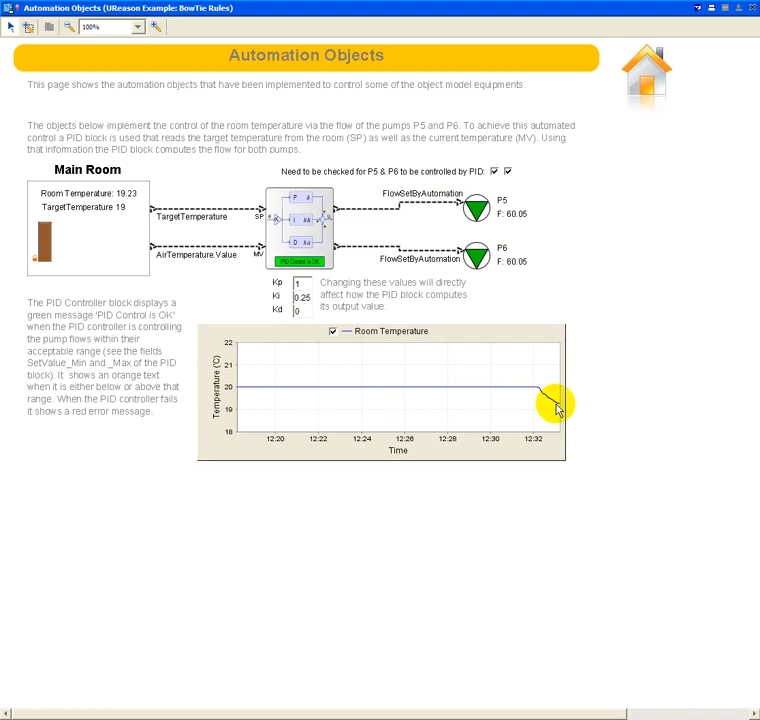 Automation Objects (UReason Example: BowTie Rules)
100%
Automation Objects
This page shows the automation objects that have been implemented to control some of the object model equipments.
The objects below implement the control of the room temperature via the flow of the pumps P5 and P6. To achieve this automated
control a PID block is used that reads the target temperature from the room (SP) as well as the current temperature (MV). Using
that information the PID block computes the flow for both pumps.
Main Room
Need to be checked for P5 & P6 to be controlled by PID:
Room Temperature: 19.23
TargetTemperature 19
TargetTemperature
SP
AirTemperature.Value
MV
P
I
D
PID Control is OK
FlowSetByAutomation
P5
F: 60.05
FlowSetByAutomation
P6
F: 60.05
Kp 1
Ki 0.25
Kd 0
Changing these values will directly
affect how the PID block computes
its output value.
The PID Controller block displays a
green message 'PID Control is OK'
when the PID controller is controlling
the pump flows within their
acceptable range (see the fields
SetValue_Min and _Max of the PID
block). It shows an orange text
when it is either below or above that
range. When the PID controller fails
it shows a red error message.
Room Temperature
Temperature (°C)
22
21
20
19
18
12:20 12:22 12:24 12:26 12:28 12:30 12:32
Time